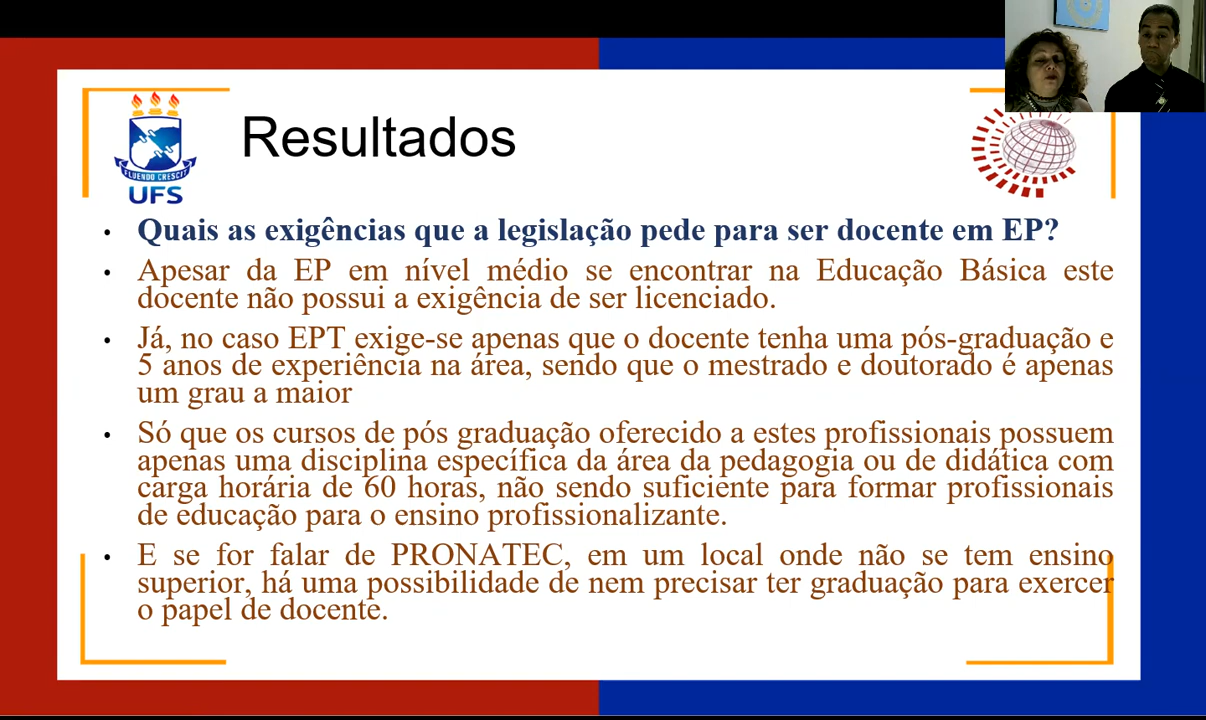 Resultados
FLUENDO CRESCIT
UFS
• Quais as exigências que a legislação pede para ser docente em EP?
• Apesar da EP em nível médio se encontrar na Educação Básica este
docente não possui a exigência de ser licenciado.
• Já, no caso EPT exige-se apenas que o docente tenha uma pós-graduação e
5 anos de experiência na área, sendo que o mestrado e doutorado é apenas
um grau a maior
• Só que os cursos de pós graduação oferecido a estes profissionais possuem
apenas uma disciplina específica da área da pedagogia ou de didática com
carga horária de 60 horas, não sendo suficiente para formar profissionais
de educação para o ensino profissionalizante.
• E se for falar de PRONATEC, em um local onde não se tem ensino
superior, há uma possibilidade de nem precisar ter graduação para exercer
o papel de docente.